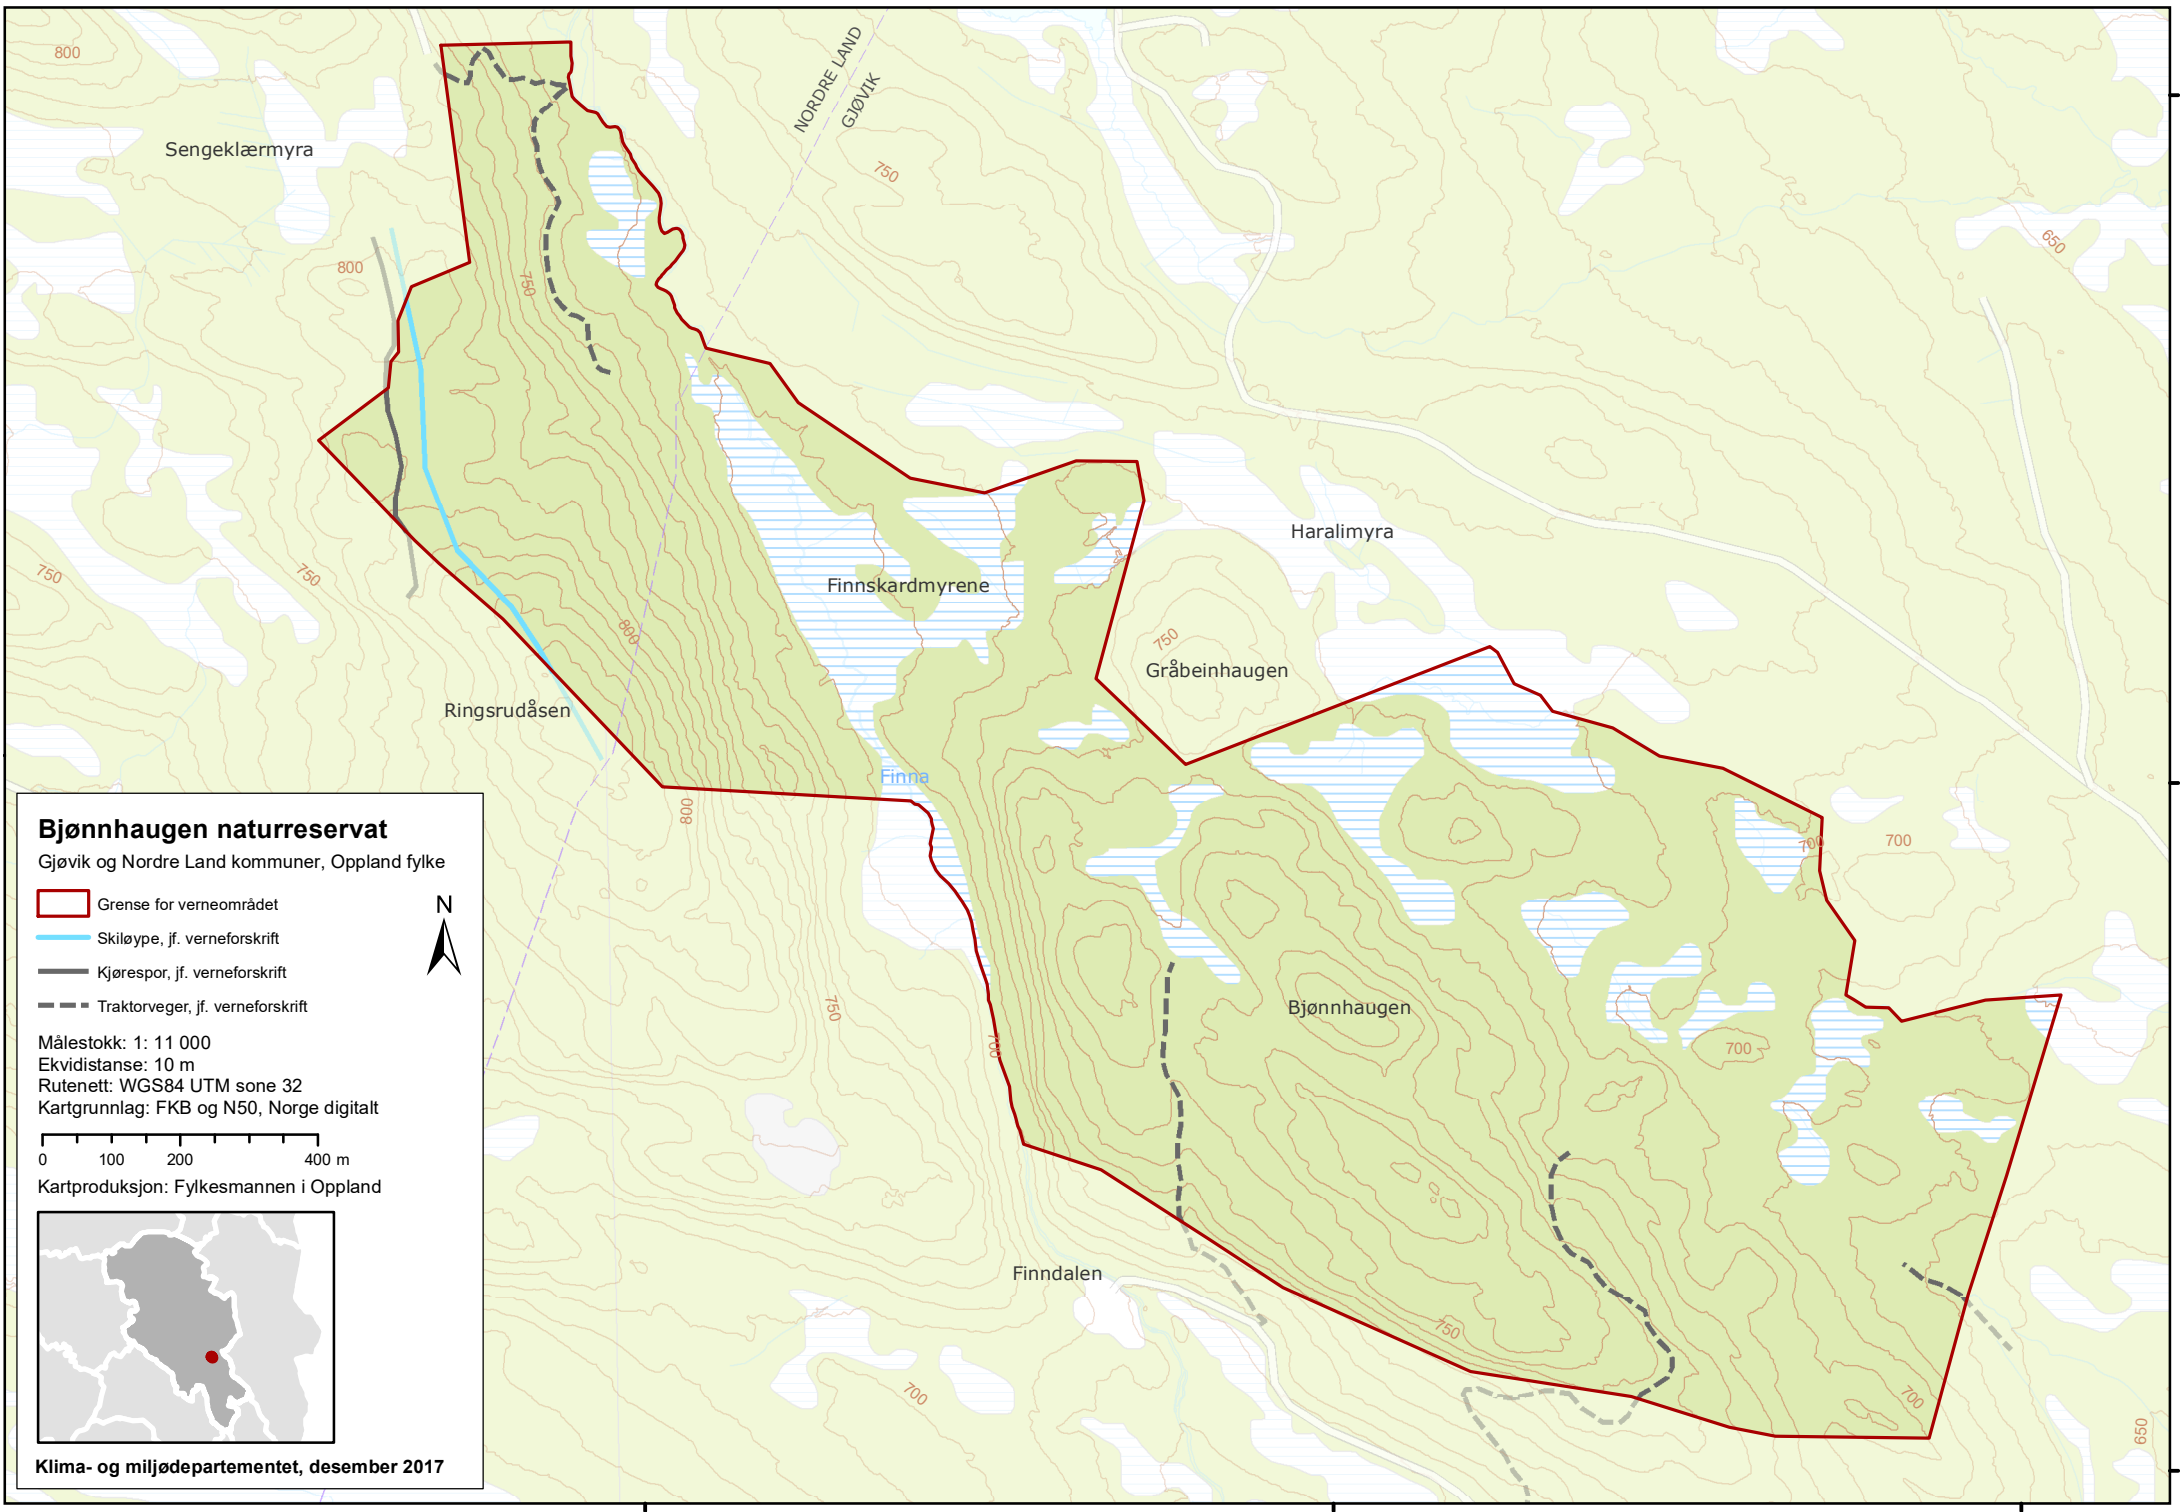 800
NORDRE LAND
GJØVIK
Sengeklærmyra
750
650
800
750
Haralimyra
750
750
Finnskardmyrene
800
750
Gråbeinhaugen
Ringsrudåsen
Finna
800
700
700
Bjønnhaugen
750
700
700
Finndalen
750
700
700
650
Bjønnhaugen naturreservat
Gjøvik og Nordre Land kommuner, Oppland fylke
Grense for verneområdet
N
Skiløype, jf. verneforskrift
Kjørespor, jf. verneforskrift
Traktorveger, jf. verneforskrift
Målestokk: 1: 11 000
Ekvidistanse: 10 m
Rutenett: WGS84 UTM sone 32
Kartgrunnlag: FKB og N50, Norge digitalt
0 100 200 400 m
Kartproduksjon: Fylkesmannen i Oppland
Klima- og miljødepartementet, desember 2017